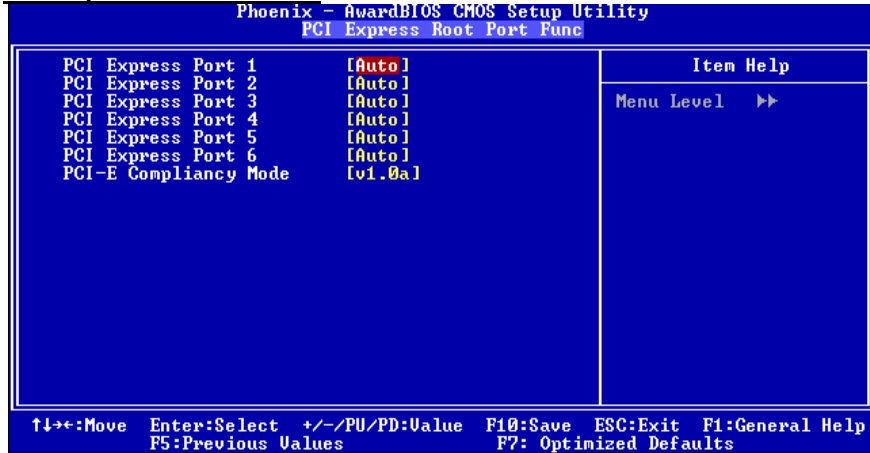 Phoenix - AwardBIOS CMOS Setup Utility
PCI Express Root Port Func
PCI Express Port 1 [Auto] Item Help
PCI Express Port 2 [Auto]
PCI Express Port 3 [Auto] Menu Level ▸▸
PCI Express Port 4 [Auto]
PCI Express Port 5 [Auto]
PCI Express Port 6 [Auto]
PCI-E Compliancy Mode [v1.0a]
↑↓→←:Move Enter:Select +/-/PU/PD:Value F10:Save ESC:Exit F1:General Help
F5:Previous Values F7: Optimized Defaults